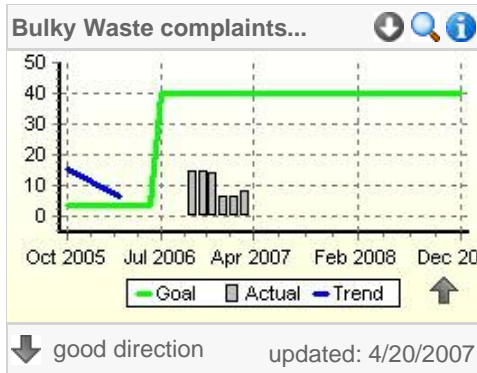 Bulky Waste complaints...
50
40
30
20
10
0
Oct 2005 Jul 2006 Apr 2007 Feb 2008 Dec 20
Goal Actual Trend
good direction updated: 4/20/2007